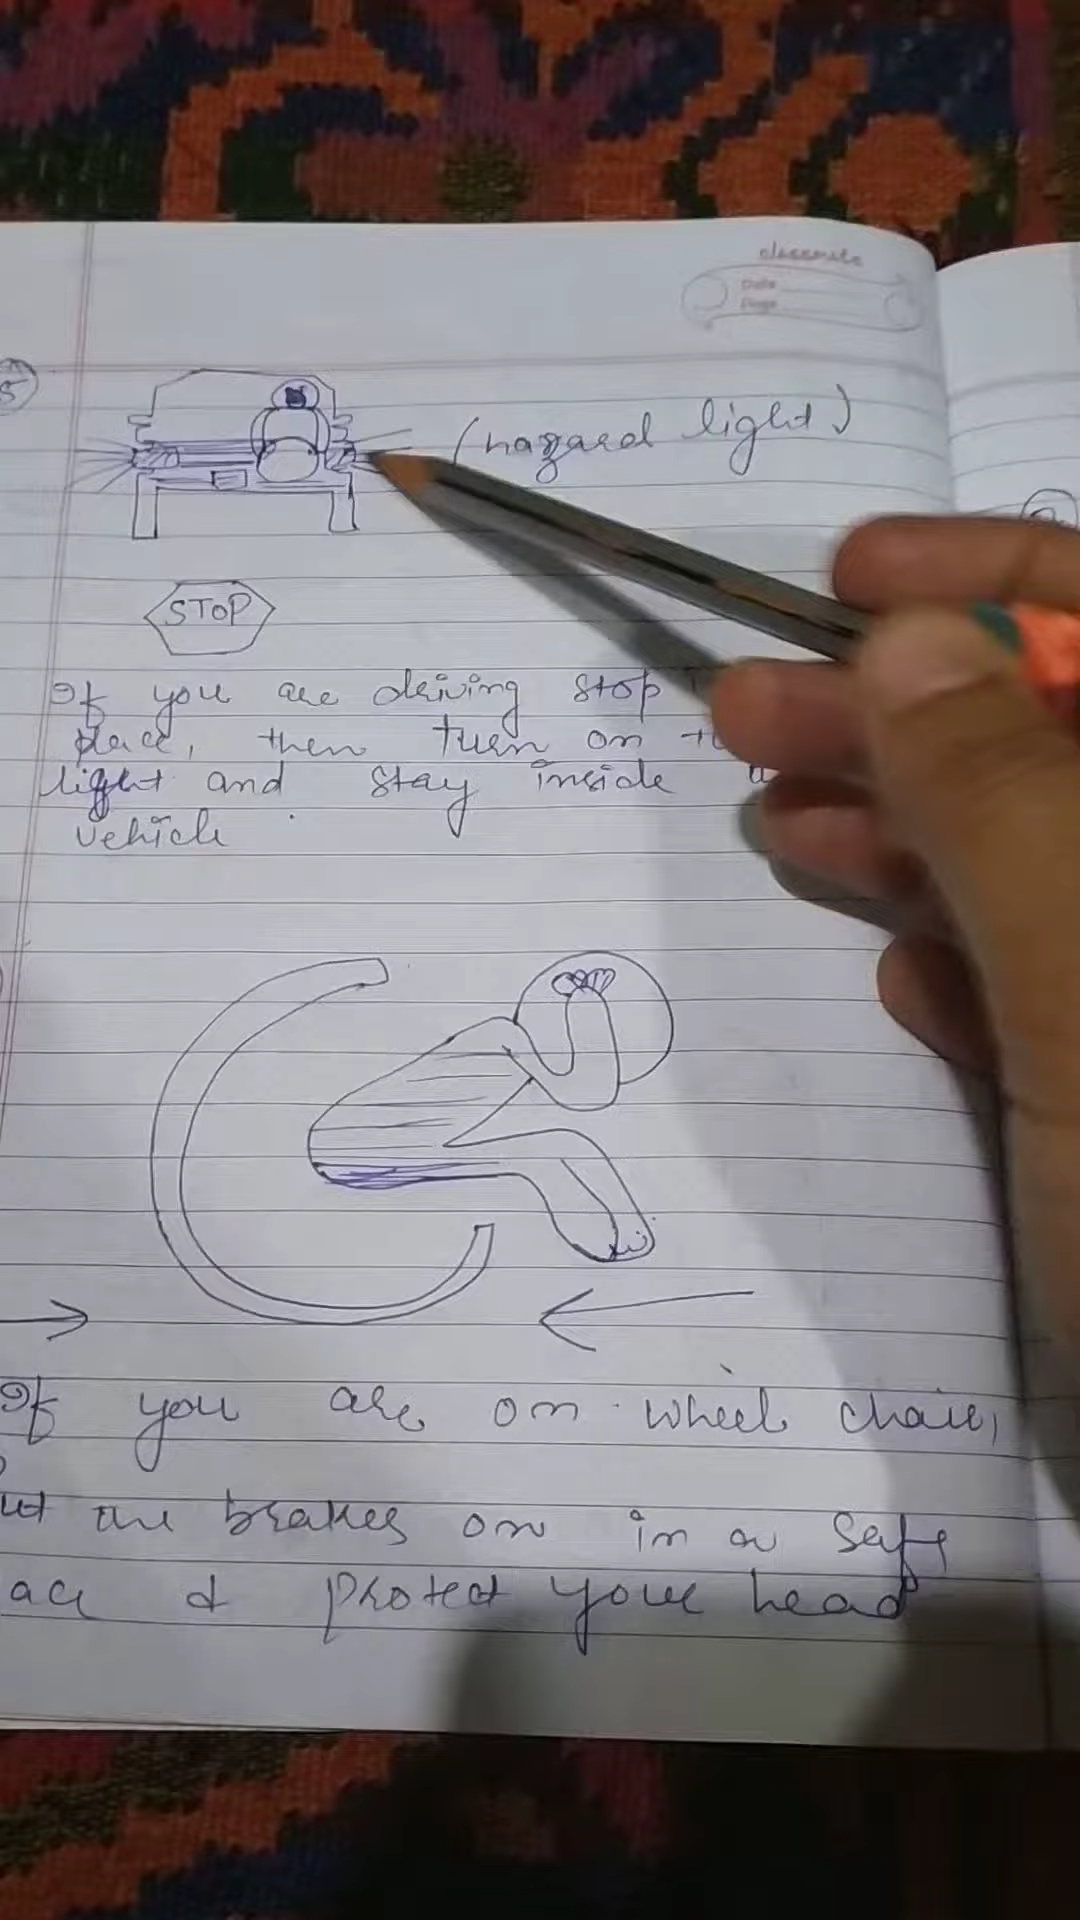 classmate
Date
Page
5
(hazard light)
STOP
If you are driving stop
place, then turn on
light and stay inside
vehicle.
If you are on wheel chair,
the brakes on in a safe
& protect your head